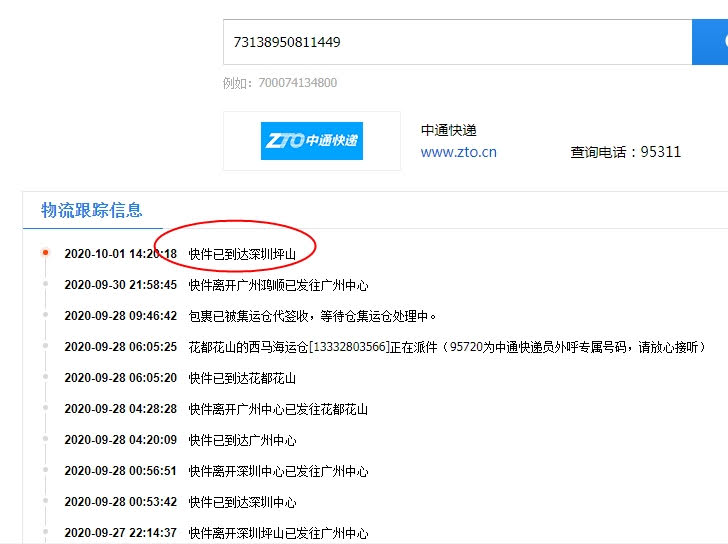 73138950811449
例如：700074134800
ZTO中通快递
中通快递
www.zto.cn 查询电话：95311
物流跟踪信息
2020-10-01 14:20:18 快件已到达深圳坪山
2020-09-30 21:58:45 快件离开广州鸿顺已发往广州中心
2020-09-28 09:46:42 包裹已被集运仓代签收，等待仓集运仓处理中。
2020-09-28 06:05:25 花都花山的西马海运仓[13332803566]正在派件（95720为中通快递员外呼专属号码，请放心接听）
2020-09-28 06:05:20 快件已到达花都花山
2020-09-28 04:28:28 快件离开广州中心已发往花都花山
2020-09-28 04:20:09 快件已到达广州中心
2020-09-28 00:56:51 快件离开深圳中心已发往广州中心
2020-09-28 00:53:42 快件已到达深圳中心
2020-09-27 22:14:37 快件离开深圳坪山已发往广州中心